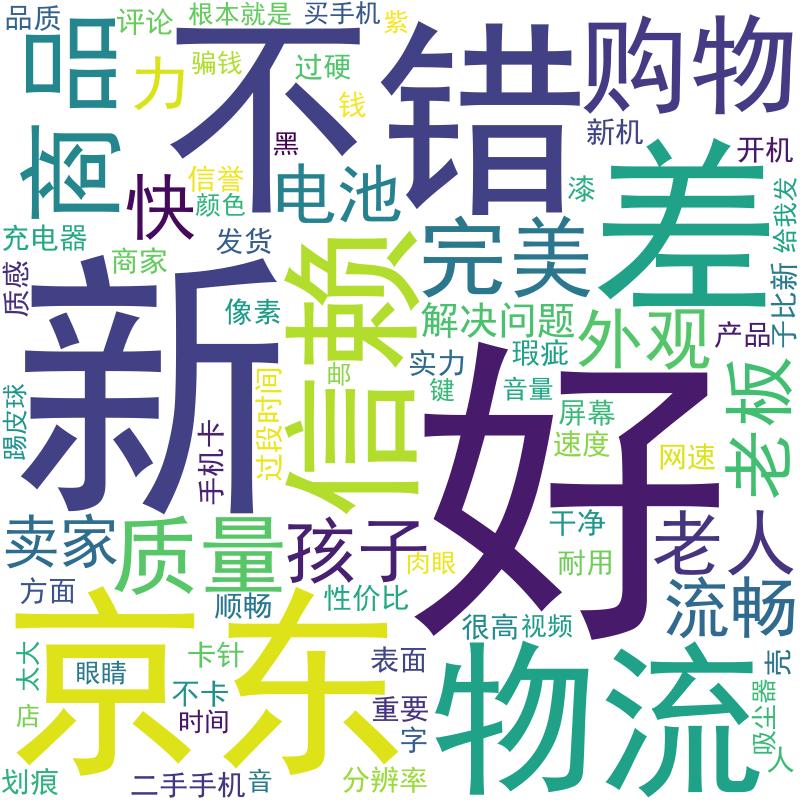 品质
评论
根本就是
买手机
紫
商品
力
骗钱
过硬
钱
不错
购物
黑
新机
开机
快
信誉
颜色
电池
漆
差
给我发
充电器
商家
发货
完美
质感
新
像素
信赖
解决问题
外观
产品
子比新
邮
实力
瑕疵
键
音量
屏幕
速度
网速
老板
踢皮球
手机卡
过段时间
好
卖家
质量
孩子
肉眼
干净
耐用
老人
方面
顺畅
性价比
流畅
京东
很高
视频
太大
眼睛
卡针
表面
不卡
店
时间
重要
字
物流
壳
吸尘器
人
划痕
二手手机
音
分辨率